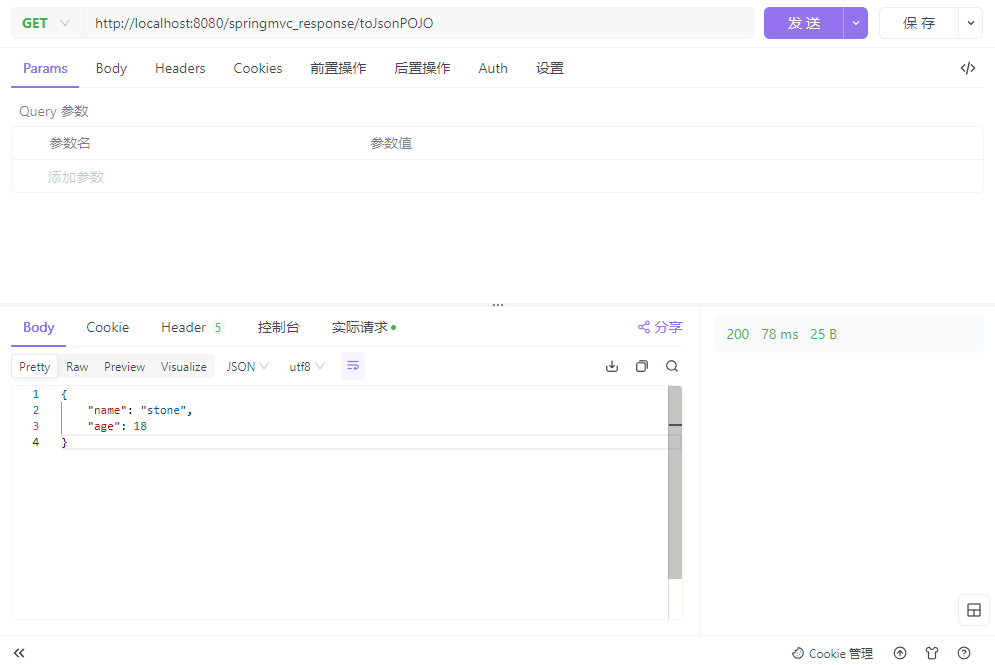 GET http://localhost:8080/springmvc_response/toJsonPOJO 发 送 保 存
Params Body Headers Cookies 前置操作 后置操作 Auth 设置
Query 参数
参数名 参数值
添加参数
Body Cookie Header 5 控制台 实际请求 分享
200 78 ms 25 B
Pretty Raw Preview Visualize JSON utf8
1 {
2 "name": "stone",
3 "age": 18
4 }
Cookie 管理